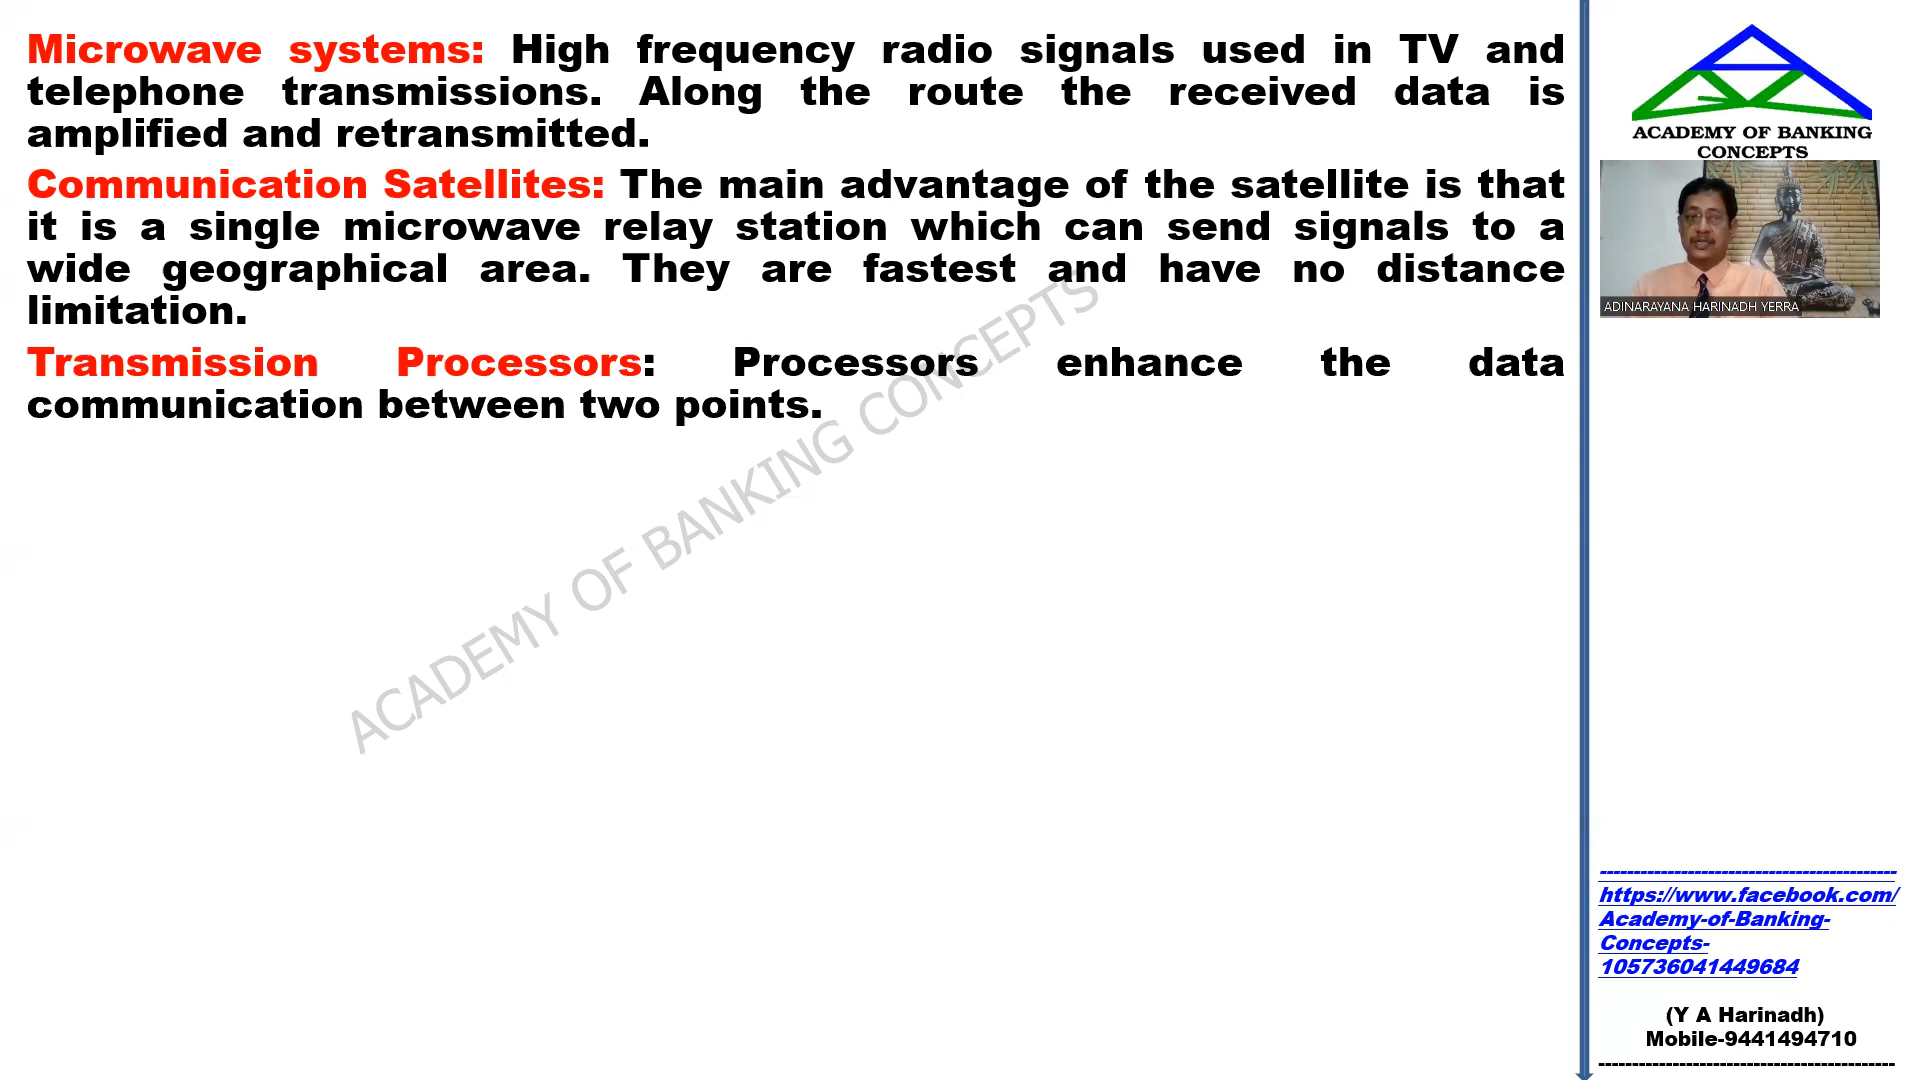 Microwave systems: High frequency radio signals used in TV and
telephone transmissions. Along the route the received data is
amplified and retransmitted.
Communication Satellites: The main advantage of the satellite is that
it is a single microwave relay station which can send signals to a
wide geographical area. They are fastest and have no distance
limitation.
Transmission Processors: Processors enhance the data
communication between two points.
ACADEMY OF BANKING CONCEPTS
ACADEMY OF BANKING
CONCEPTS
ADINARAYANA HARINADH YERRA
--------------------------------------------
https://www.facebook.com/
Academy-of-Banking-
Concepts-
105736041449684
(Y A Harinadh)
Mobile-9441494710
--------------------------------------------